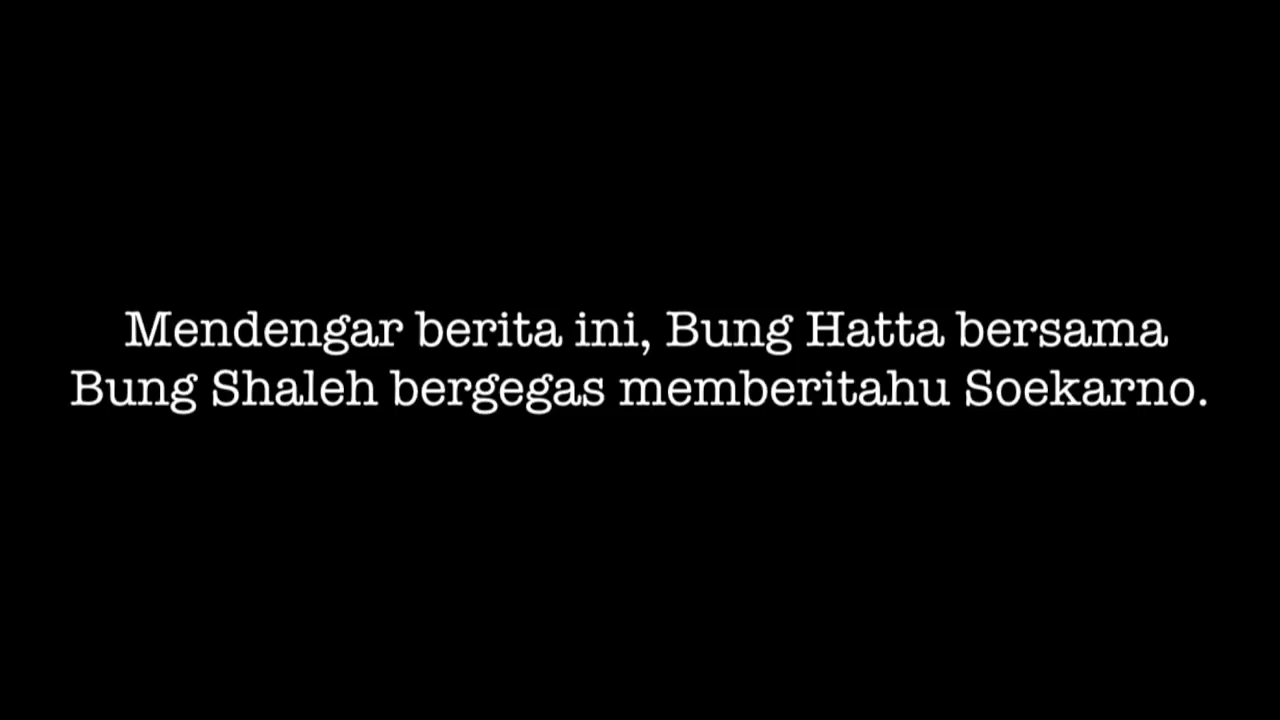 Mendengar berita ini, Bung Hatta bersama
Bung Shaleh bergegas memberitahu Soekarno.